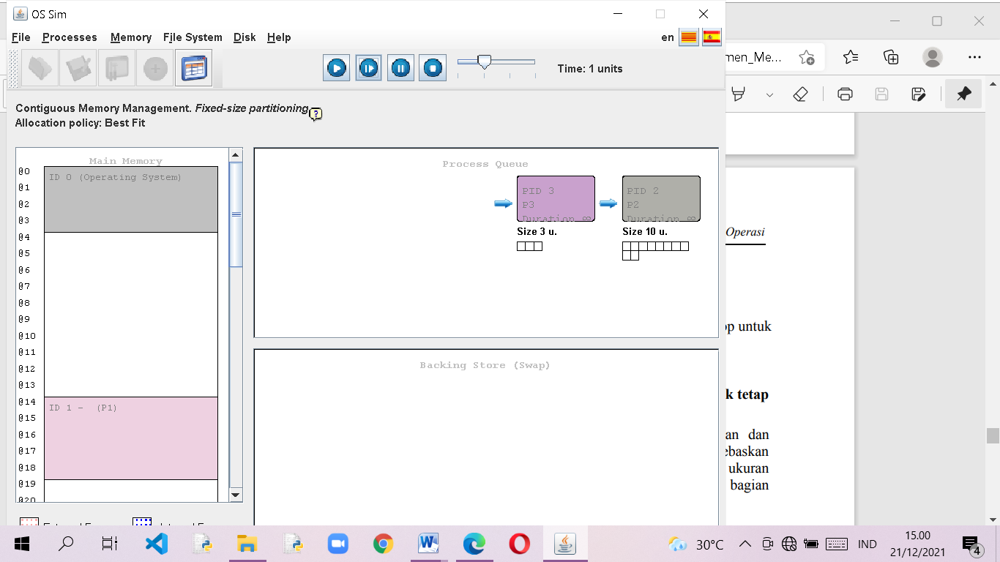 OS Sim
File Processes Memory File System Disk Help
en
Time: 1 units
men_Me...
Contiguous Memory Management. Fixed-size partitioning
?
Allocation policy: Best Fit
Main Memory
@0
ID 0 (Operating System)
@1
@2
@3
@4
@5
@6
@7
@8
@9
@10
@11
@12
@13
@14
ID 1 - (P1)
@15
@16
@17
@18
@19
@20
Process Queue
PID 3
P3
Duration ∞
Size 3 u.
PID 2
P2
Duration ∞
Size 10 u.
Backing Store (Swap)
Operasi
op untuk
k tetap
an dan
ebaskan
ukuran
bagian
30°C
IND
15.00
21/12/2021
4